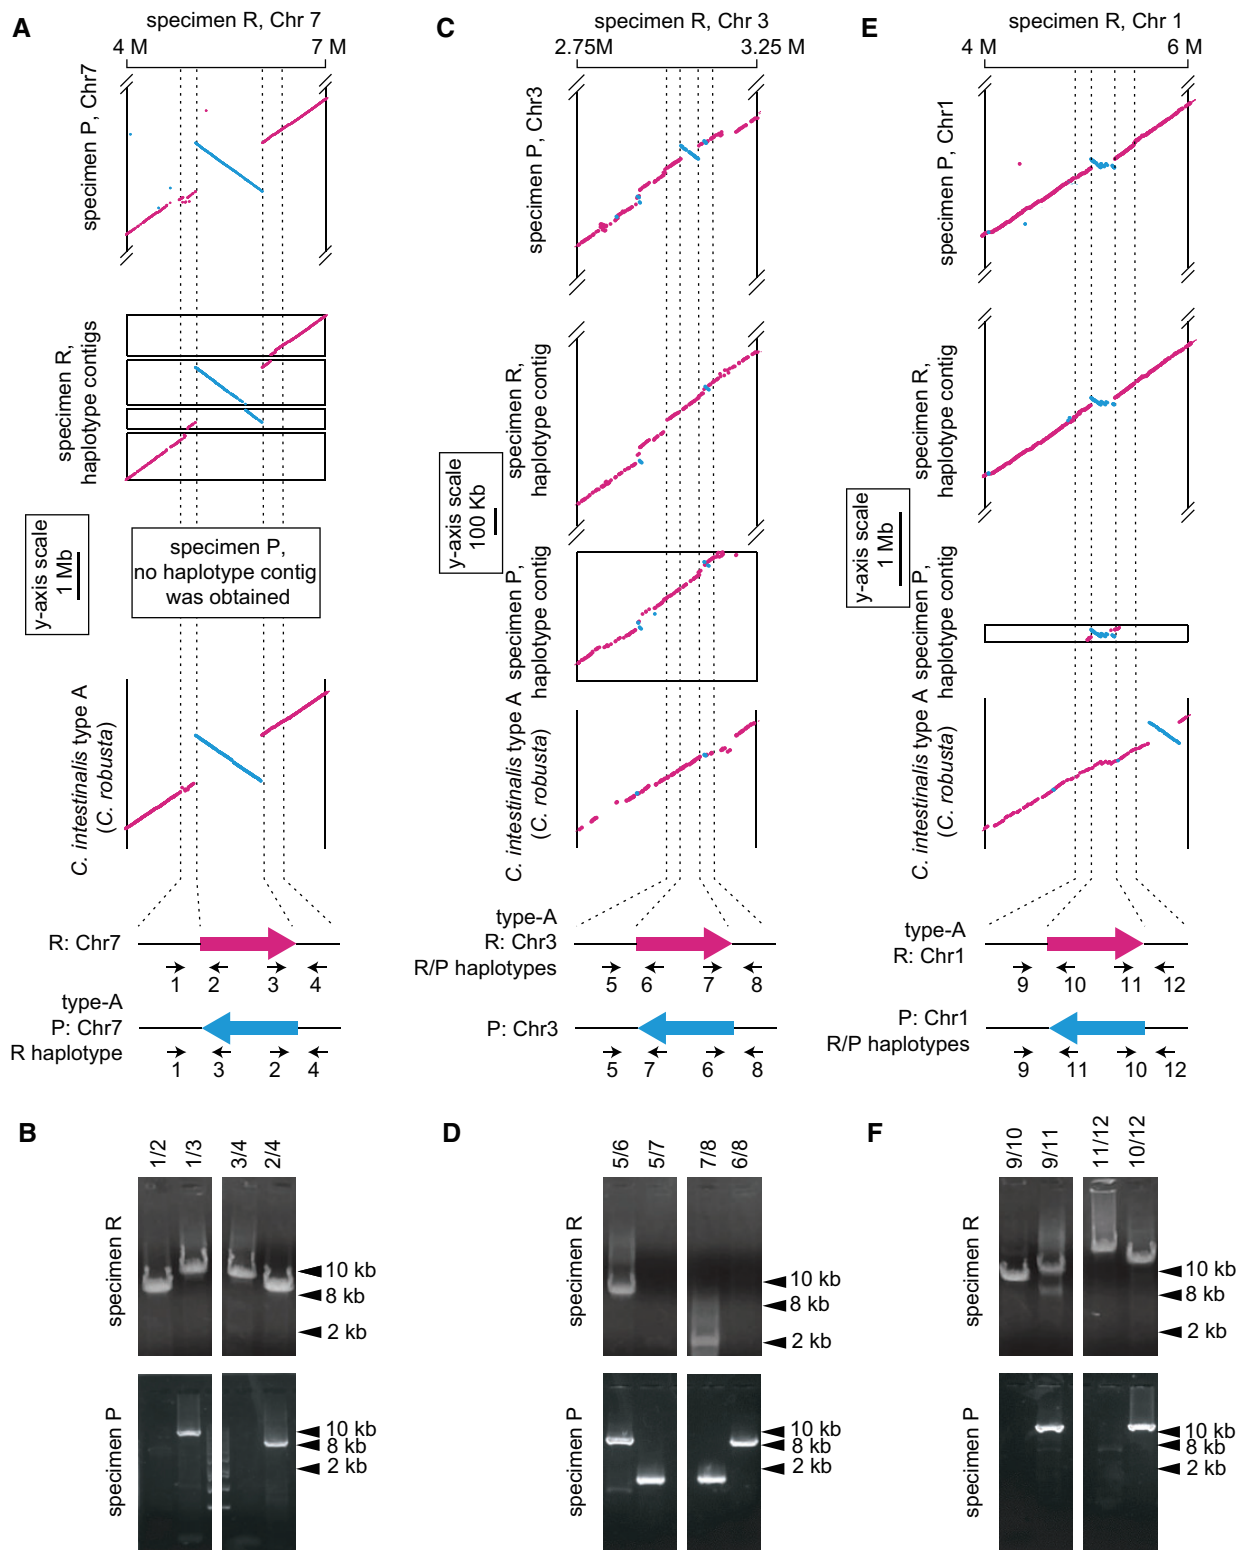 A
specimen R, Chr 7
4 M
7 M
specimen P, Chr7
specimen R,
haplotype contigs
y-axis scale
1 Mb
specimen P,
no haplotype contig
was obtained
C. intestinalis type A
(C. robusta)
R: Chr7
1
2
3
4
type-A
P: Chr7
R haplotype
1
3
2
4
C
specimen R, Chr 3
2.75M
3.25 M
specimen P, Chr3
specimen R,
haplotype contig
y-axis scale
100 Kb
specimen P,
haplotype contig
C. intestinalis type A
(C. robusta)
type-A
R: Chr3
R/P haplotypes
5
6
7
8
P: Chr3
5
7
6
8
E
specimen R, Chr 1
4 M
6 M
specimen P, Chr1
specimen R,
haplotype contig
y-axis scale
1 Mb
specimen P,
haplotype contig
C. intestinalis type A
(C. robusta)
type-A
R: Chr1
9
10
11
12
P: Chr1
R/P haplotypes
9
11
10
12
B
1/2
1/3
3/4
2/4
specimen R
10 kb
8 kb
2 kb
specimen P
10 kb
8 kb
2 kb
D
5/6
5/7
7/8
6/8
specimen R
10 kb
8 kb
2 kb
specimen P
10 kb
8 kb
2 kb
F
9/10
9/11
11/12
10/12
specimen R
10 kb
8 kb
2 kb
specimen P
10 kb
8 kb
2 kb